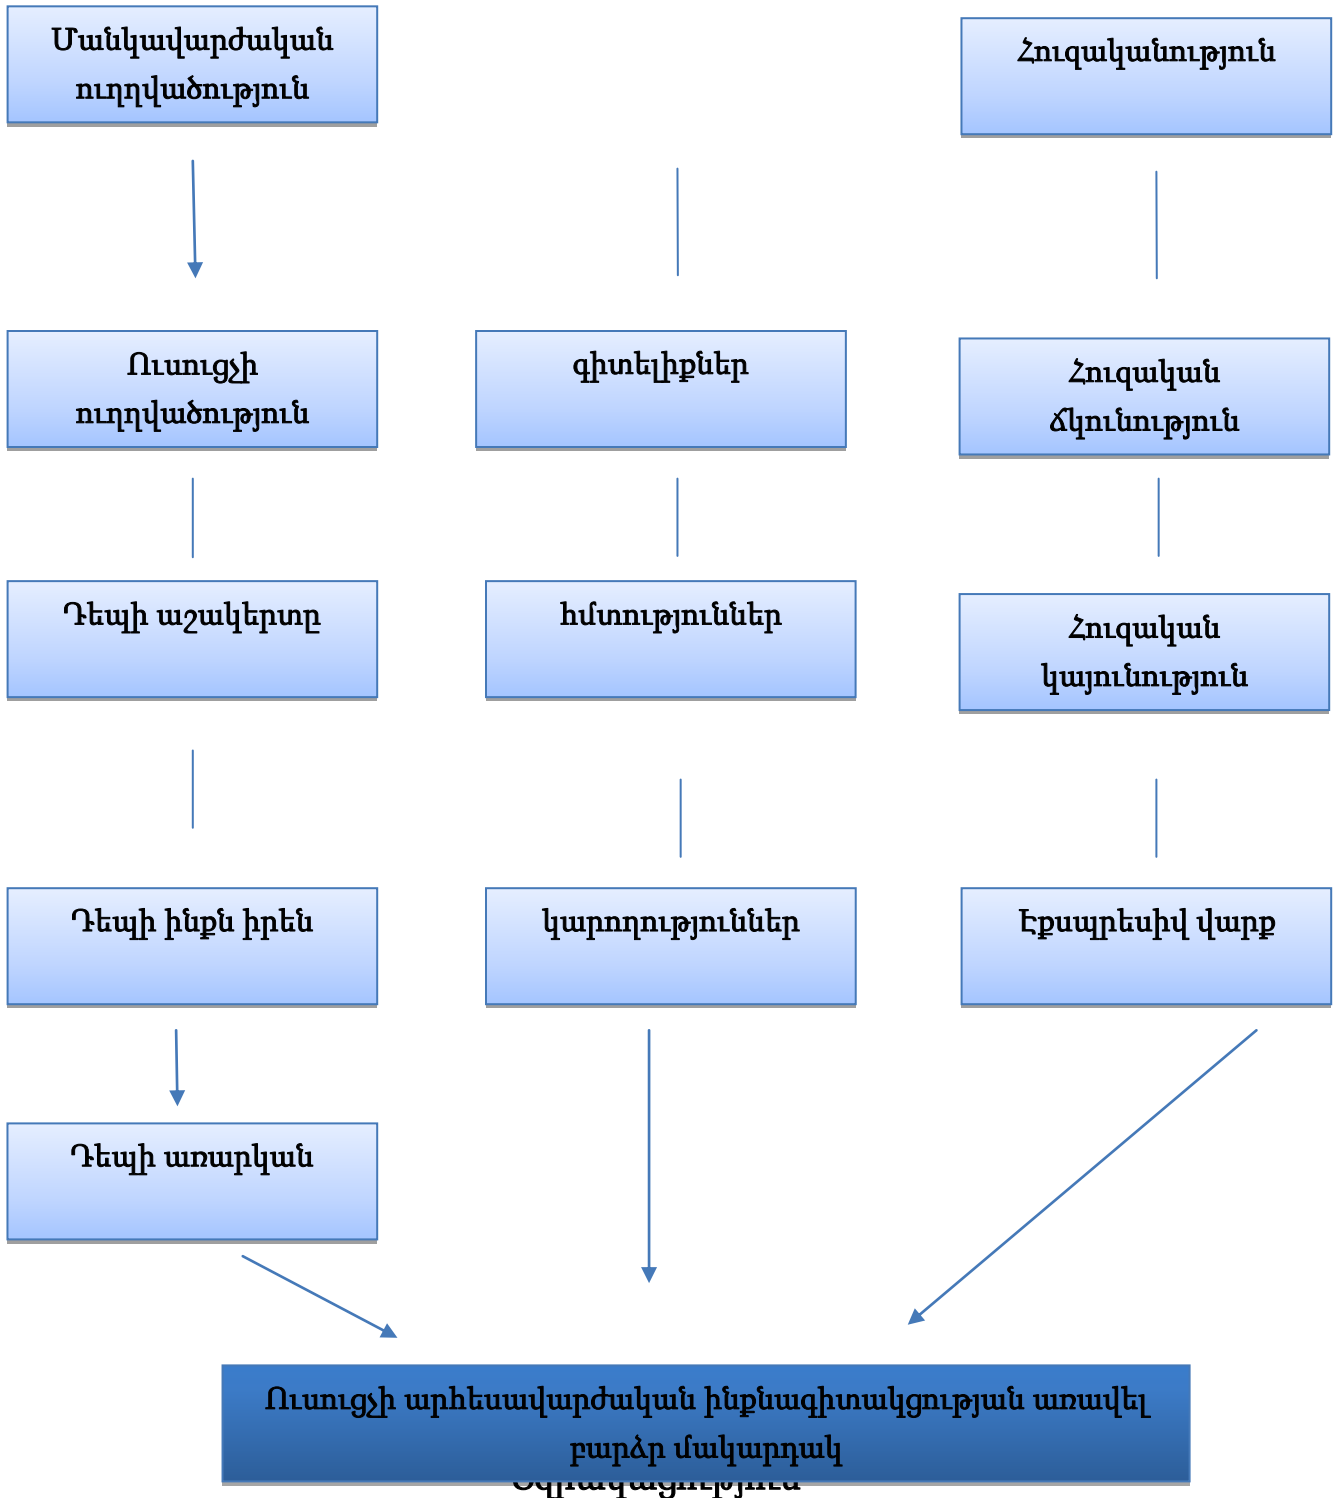 Մանկավարժական
ուղղվածություն
Հուզականություն
Ուսուցչի
ուղղվածություն
գիտելիքներ
Հուզական
ճկունություն
Դեպի աշակերտը
հմտություններ
Հուզական
կայունություն
Դեպի ինքն իրեն
կարողություններ
Էքսպրեսիվ վարք
Դեպի առարկան
Ուսուցչի արհեսավարժական ինքնագիտակցության առավել
բարձր մակարդակ